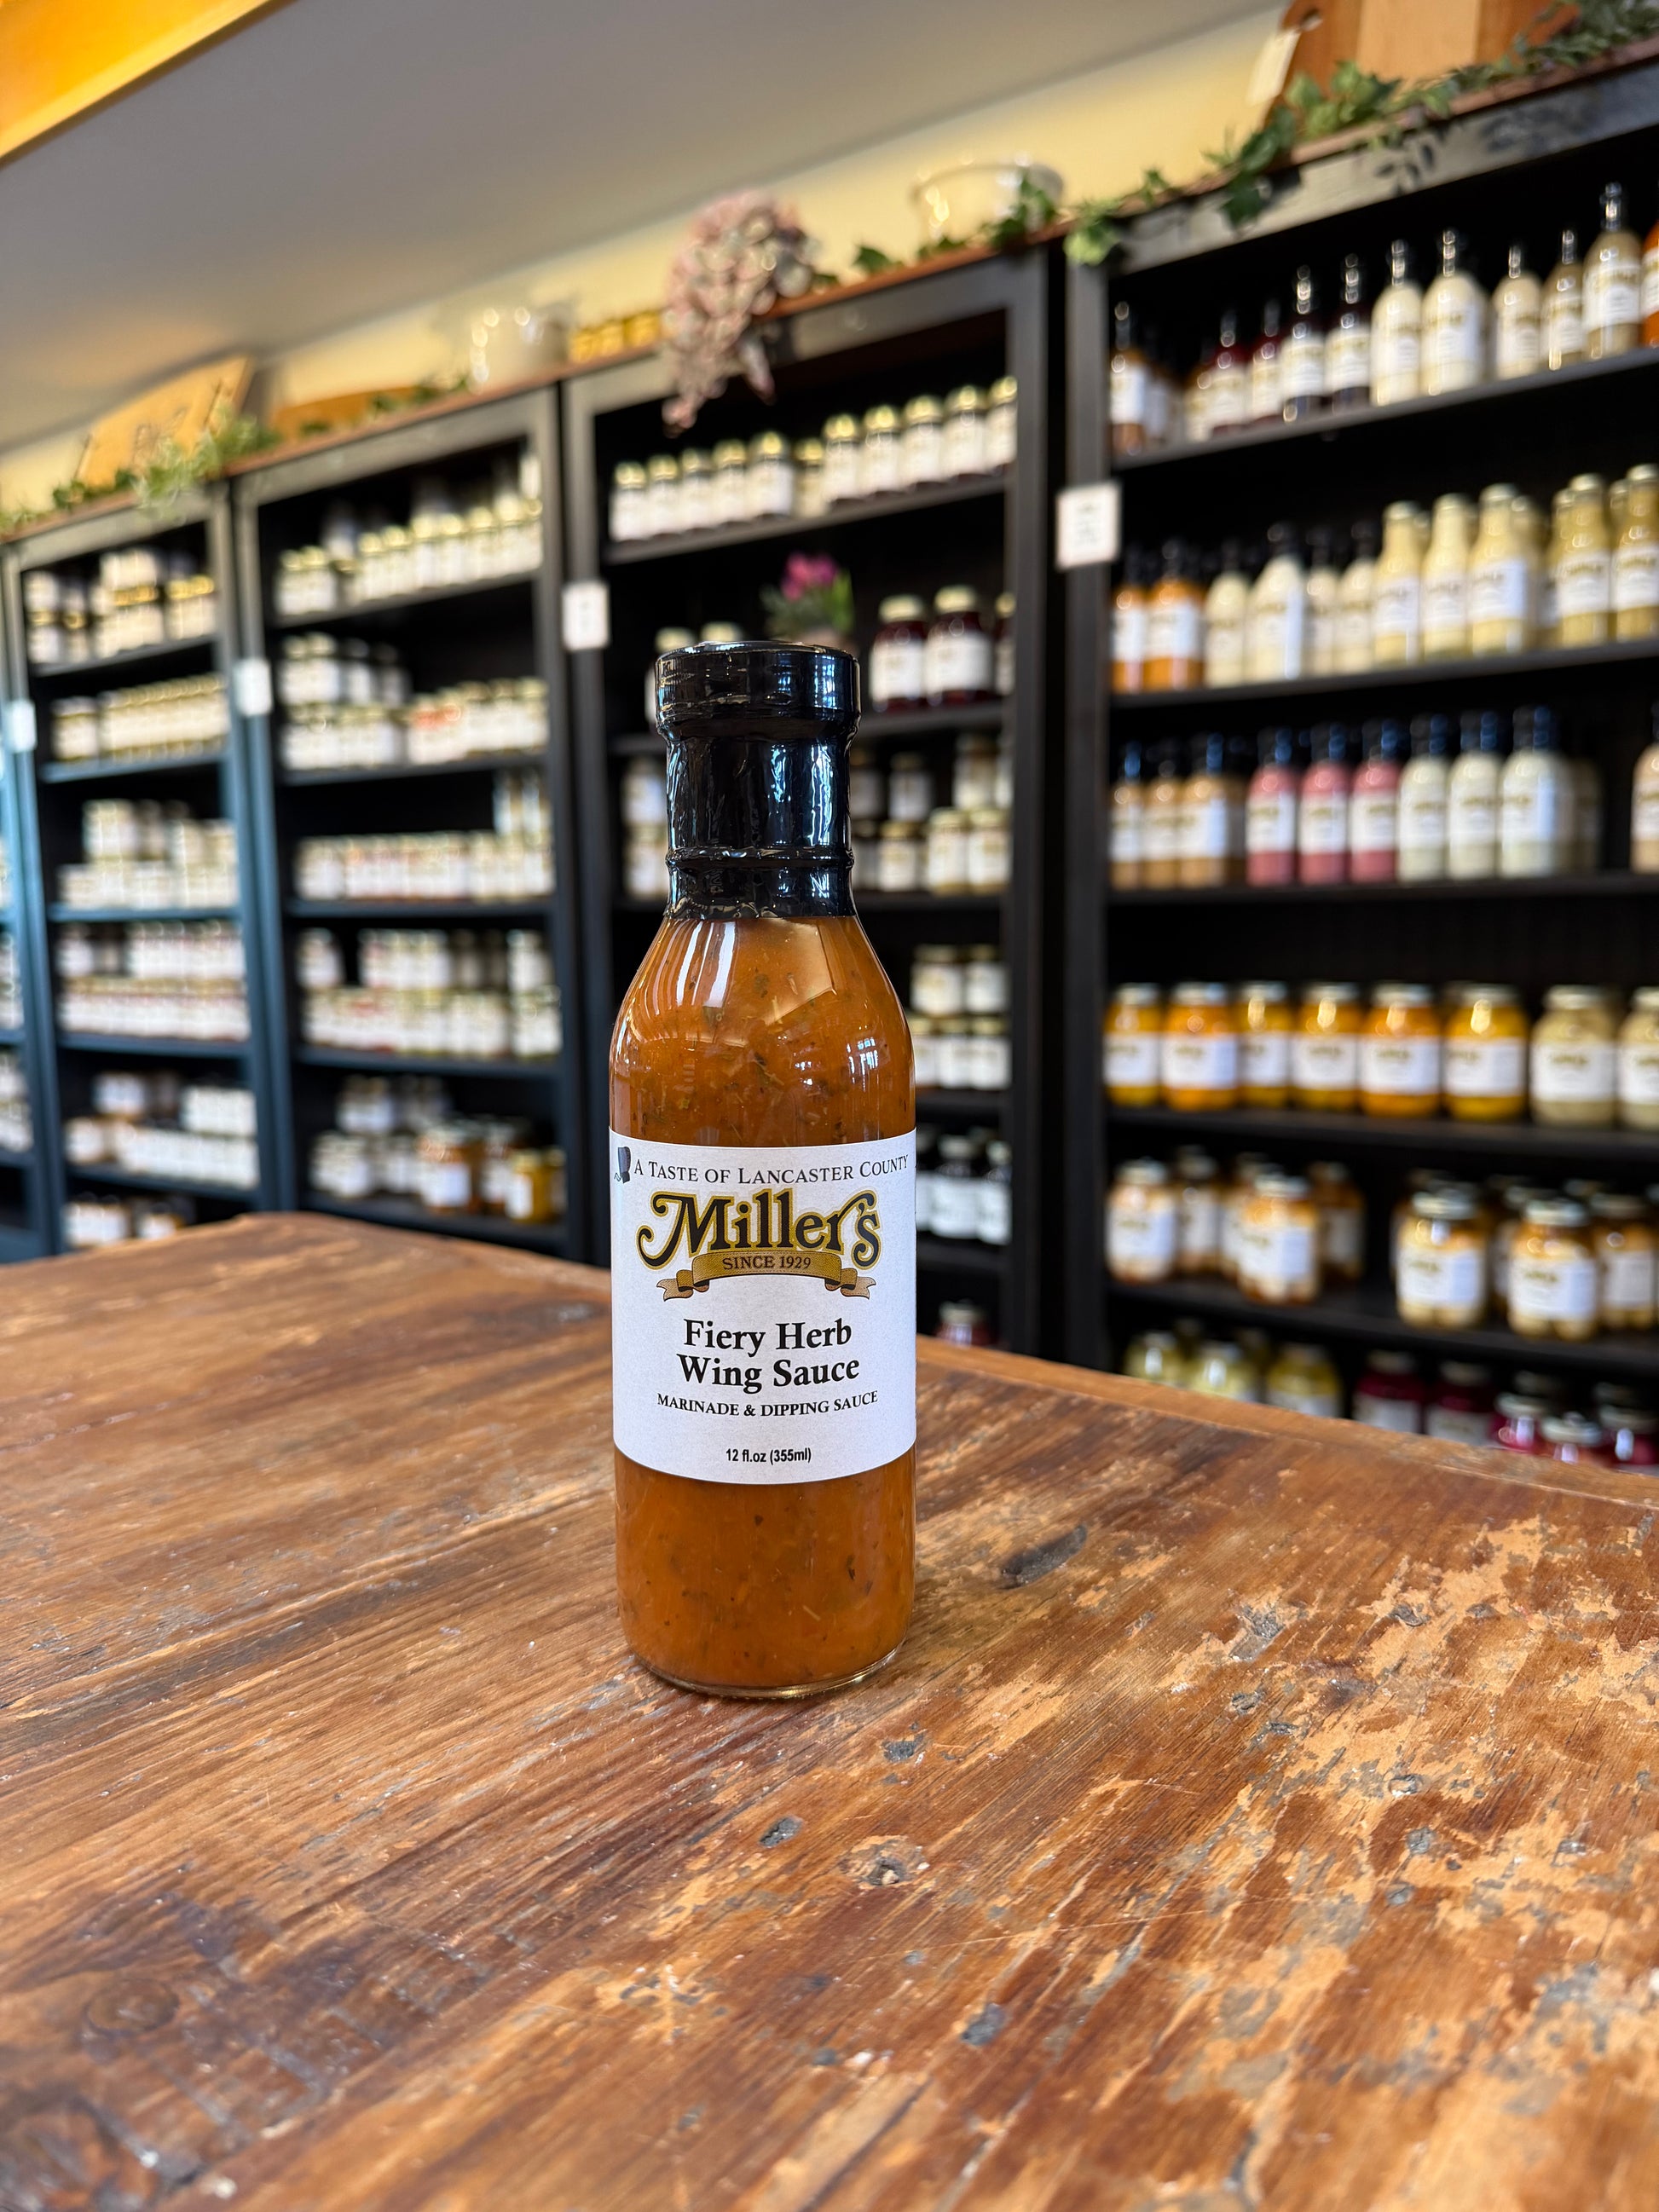 A TASTE OF LANCASTER COUNTY
Miller's
SINCE 1929
Fiery Herb
Wing Sauce
MARINADE & DIPPING SAUCE
12 fl.oz (355ml)